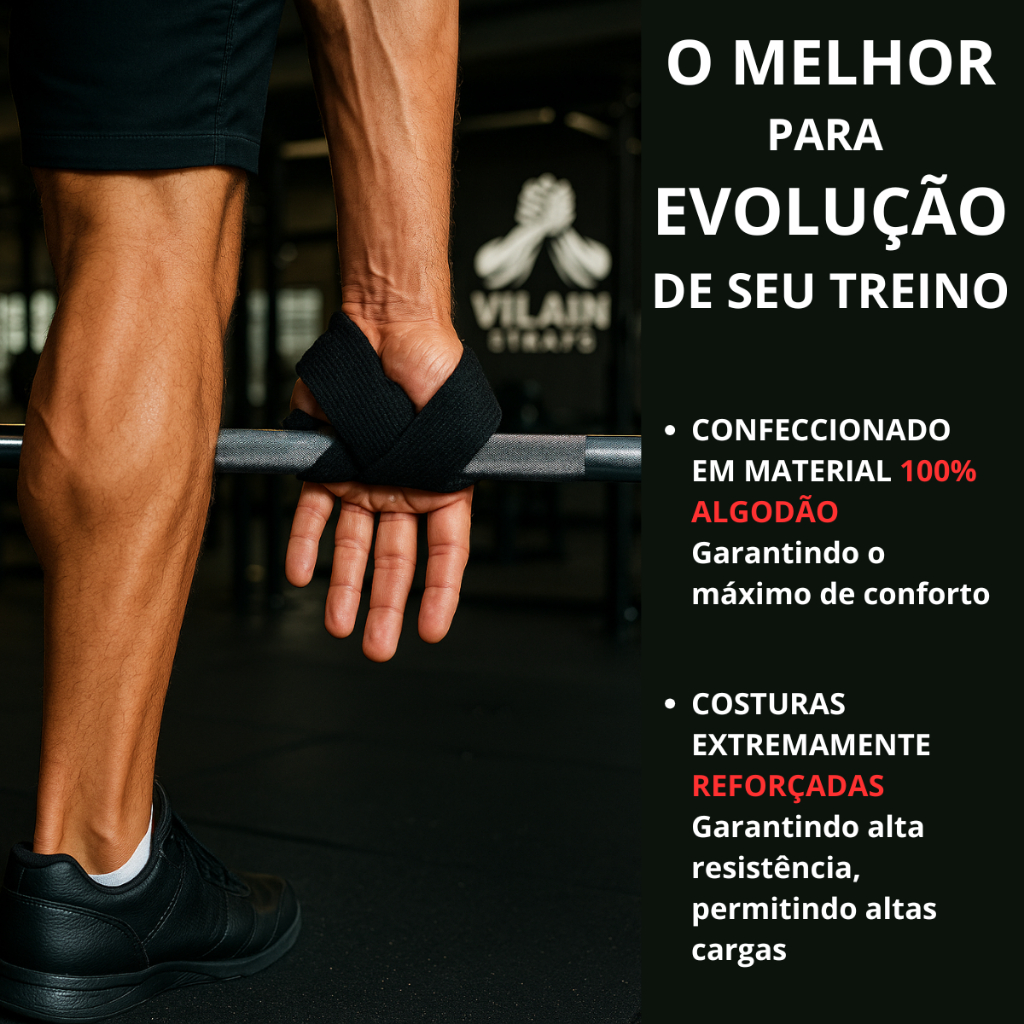 O MELHOR
PARA
EVOLUÇÃO
DE SEU TREINO
VILAIN
STRAPS
• CONFECCIONADO
EM MATERIAL 100%
ALGODÃO
Garantindo o
máximo de conforto
• COSTURAS
EXTREMAMENTE
REFORÇADAS
Garantindo alta
resistência,
permitindo altas
cargas